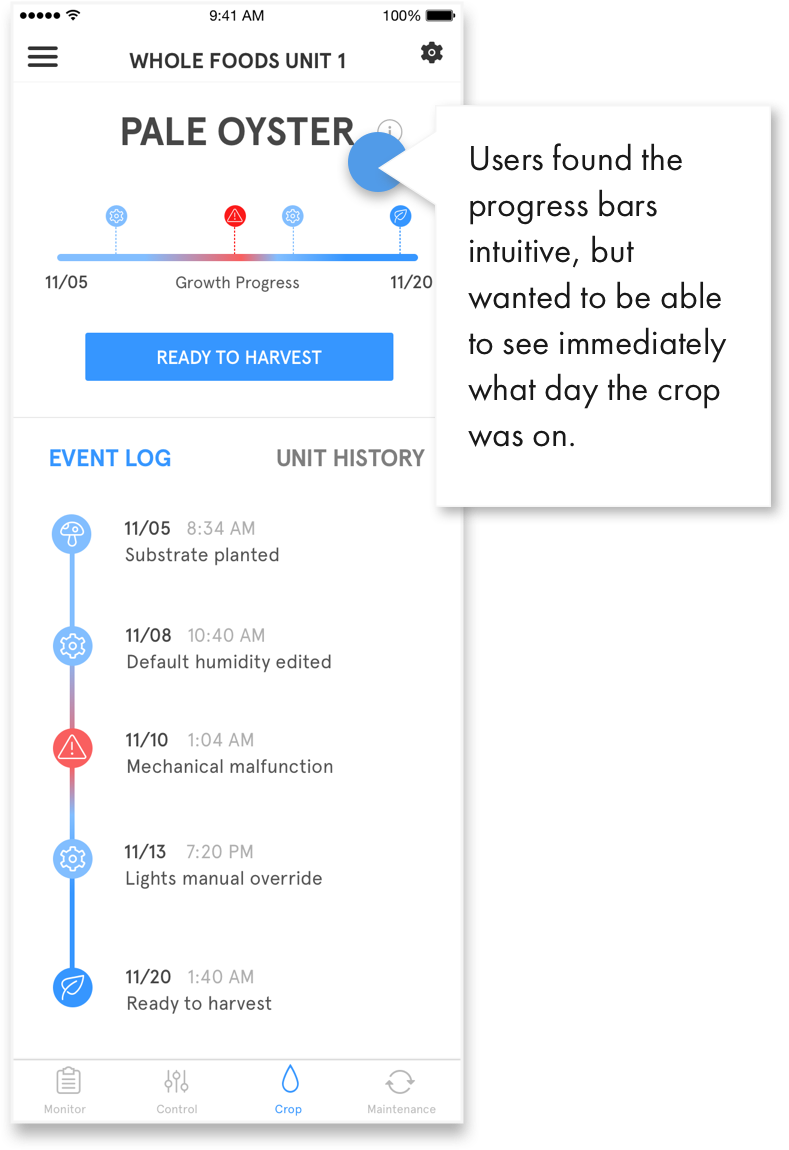 9:41 AM
100%
WHOLE FOODS UNIT 1
PALE OYSTER
i
11/05
Growth Progress
11/20
READY TO HARVEST
Users found the
progress bars
intuitive, but
wanted to be able
to see immediately
what day the crop
was on.
EVENT LOG
UNIT HISTORY
11/05 8:34 AM
Substrate planted
11/08 10:40 AM
Default humidity edited
11/10 1:04 AM
Mechanical malfunction
11/13 7:20 PM
Lights manual override
11/20 1:40 AM
Ready to harvest
Monitor
Control
Crop
Maintenance